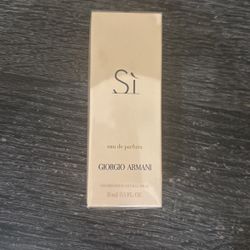 Sì
eau de parfum
GIORGIO ARMANI